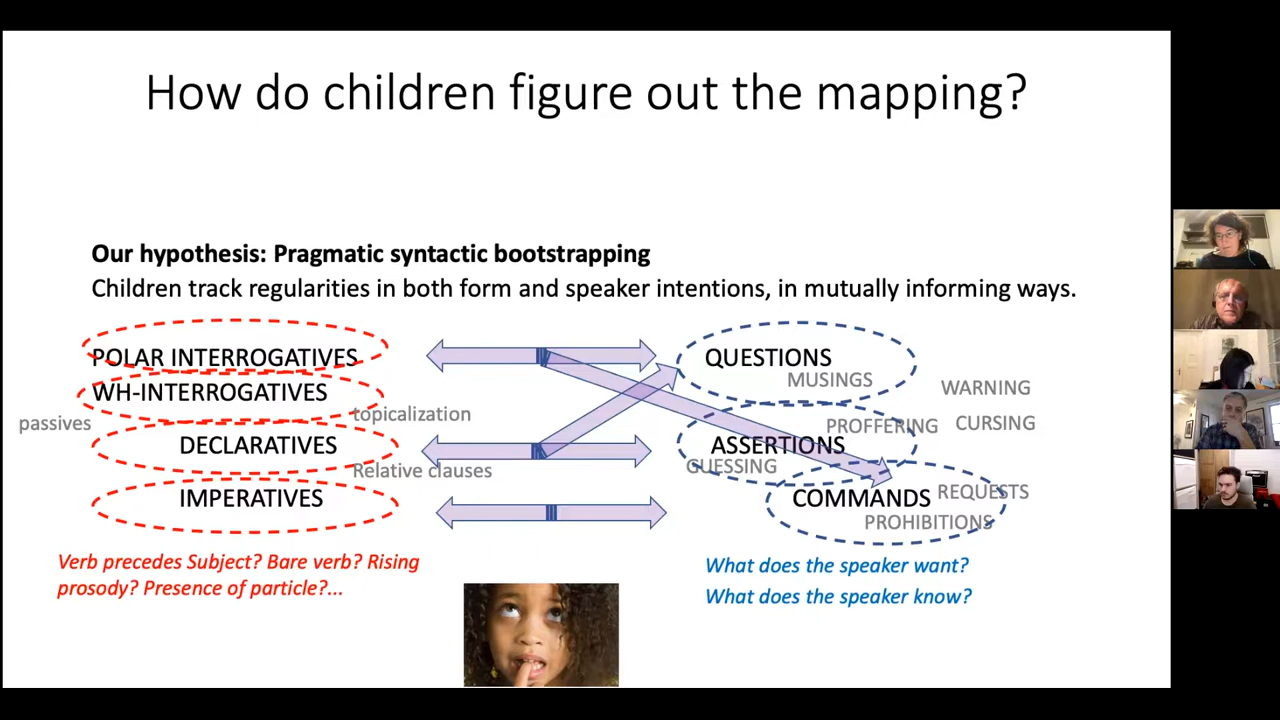 How do children figure out the mapping?
Our hypothesis: Pragmatic syntactic bootstrapping
Children track regularities in both form and speaker intentions, in mutually informing ways.
POLAR INTERROGATIVES
WH-INTERROGATIVES
passives
topicalization
DECLARATIVES
Relative clauses
IMPERATIVES
Verb precedes Subject? Bare verb? Rising
prosody? Presence of particle?...
QUESTIONS
MUSINGS
WARNING
PROFFERING
CURSING
ASSERTIONS
GUESSING
COMMANDS
REQUESTS
PROHIBITIONS
What does the speaker want?
What does the speaker know?